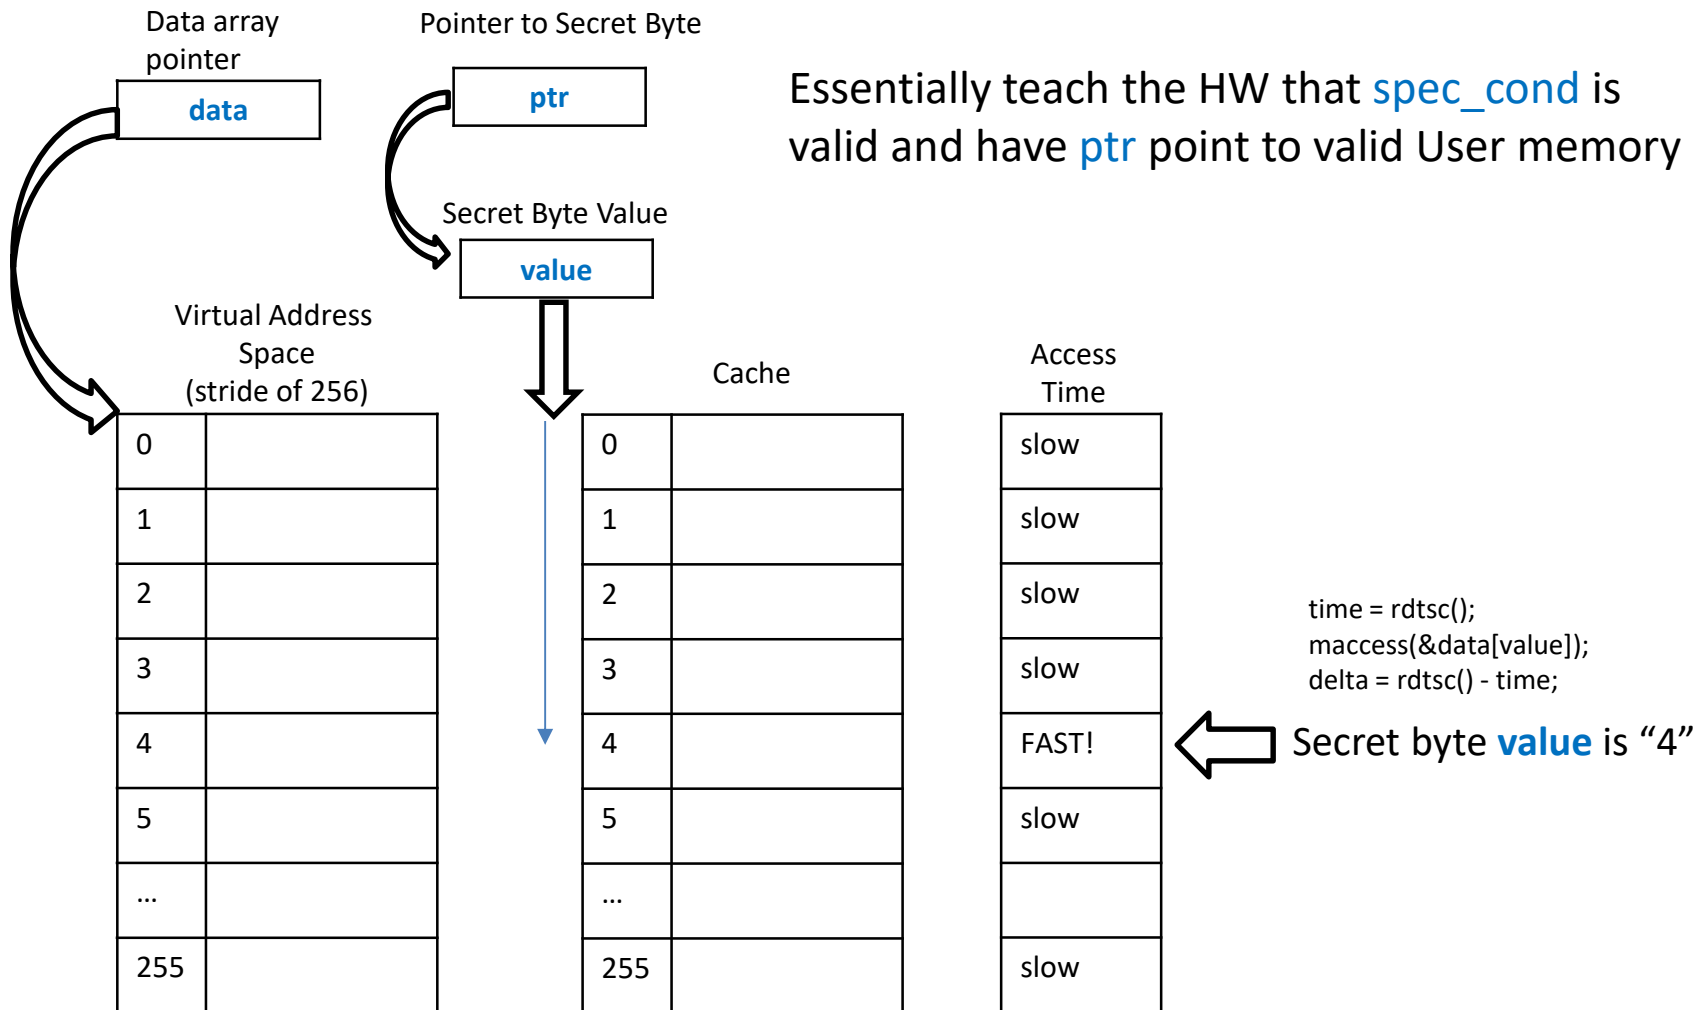 Data array
pointer
data
Pointer to Secret Byte
ptr
Essentially teach the HW that spec_cond is
valid and have ptr point to valid User memory
Secret Byte Value
value
Virtual Address
Space
(stride of 256)
Cache
Access
Time
0
0
slow
1
1
slow
2
2
slow
3
3
slow
4
4
FAST!
5
5
slow
...
...
255
255
slow
time = rdtsc();
maccess(&data[value]);
delta = rdtsc() - time;
Secret byte value is “4”